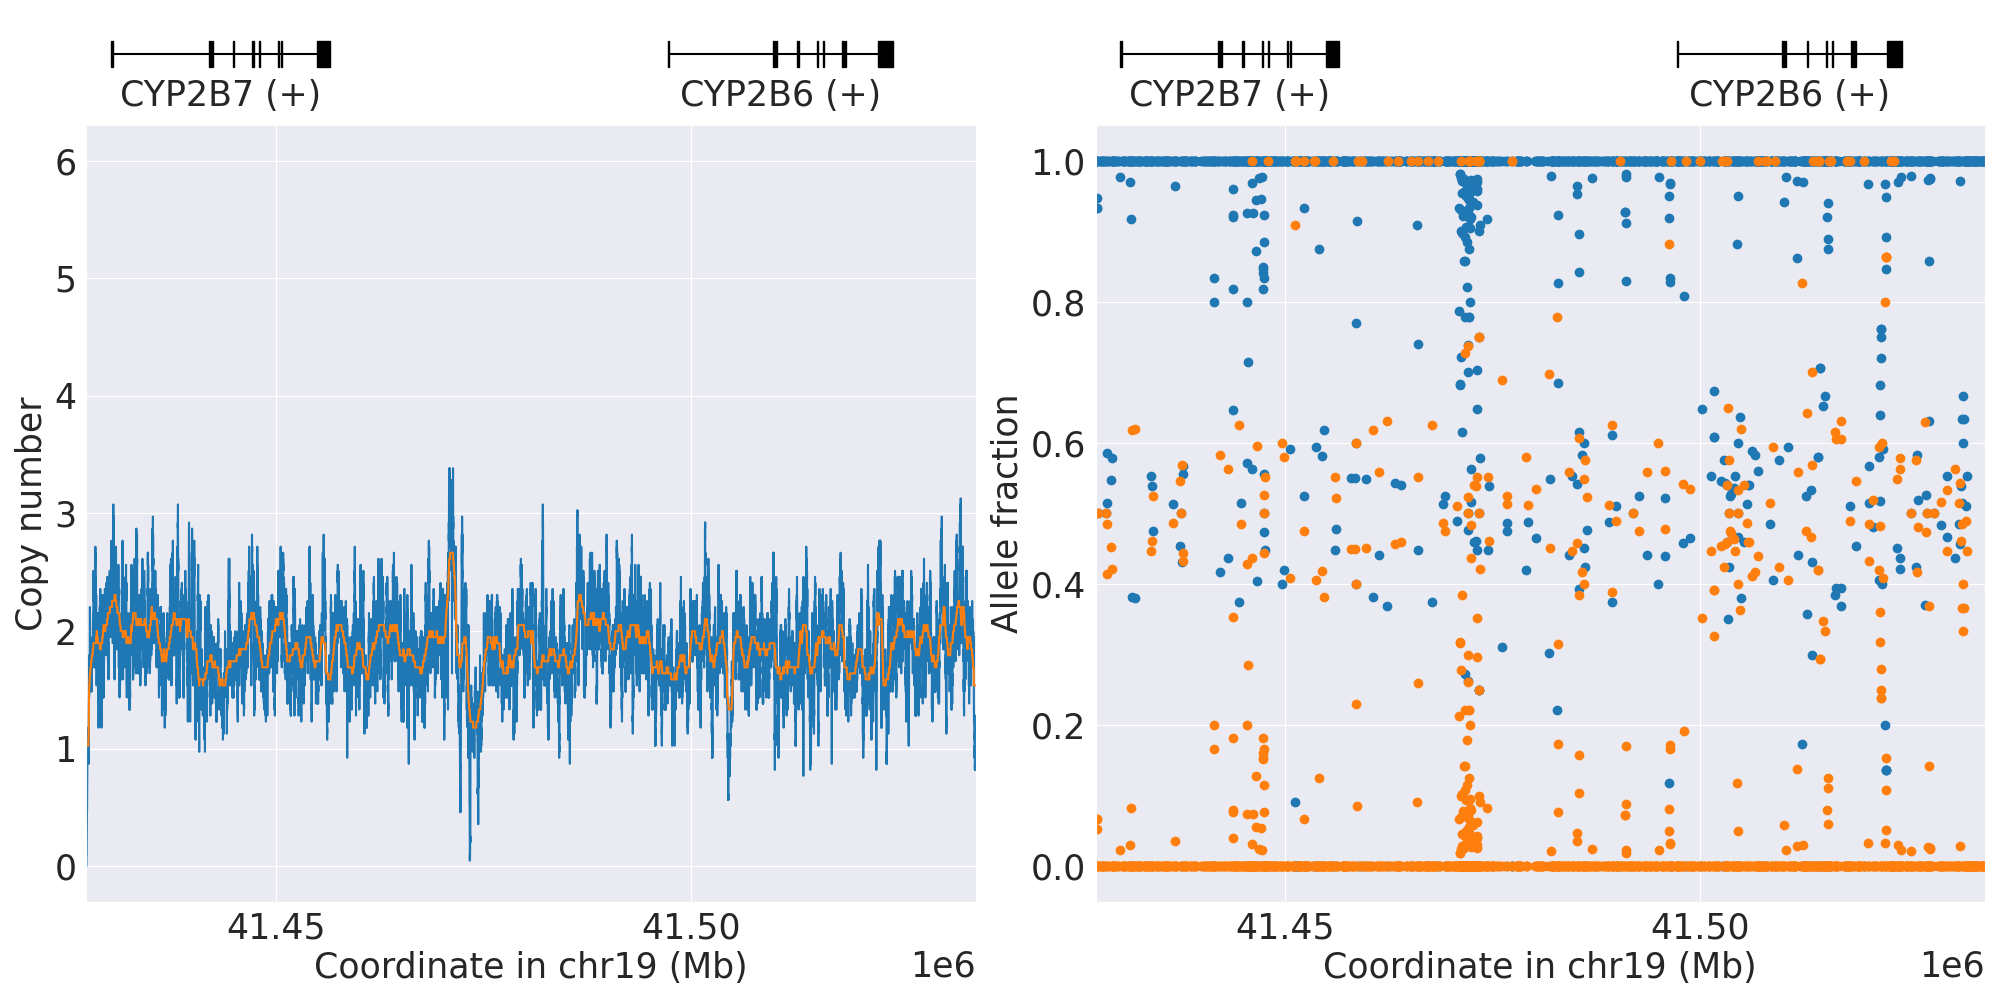 CYP2B7 (+) CYP2B6 (+)
6
5
4
3
2
1
0
Copy number
41.45 41.50
Coordinate in chr19 (Mb) 1e6
CYP2B7 (+) CYP2B6 (+)
1.0
0.8
0.6
0.4
0.2
0.0
Allele fraction
41.45 41.50
Coordinate in chr19 (Mb) 1e6